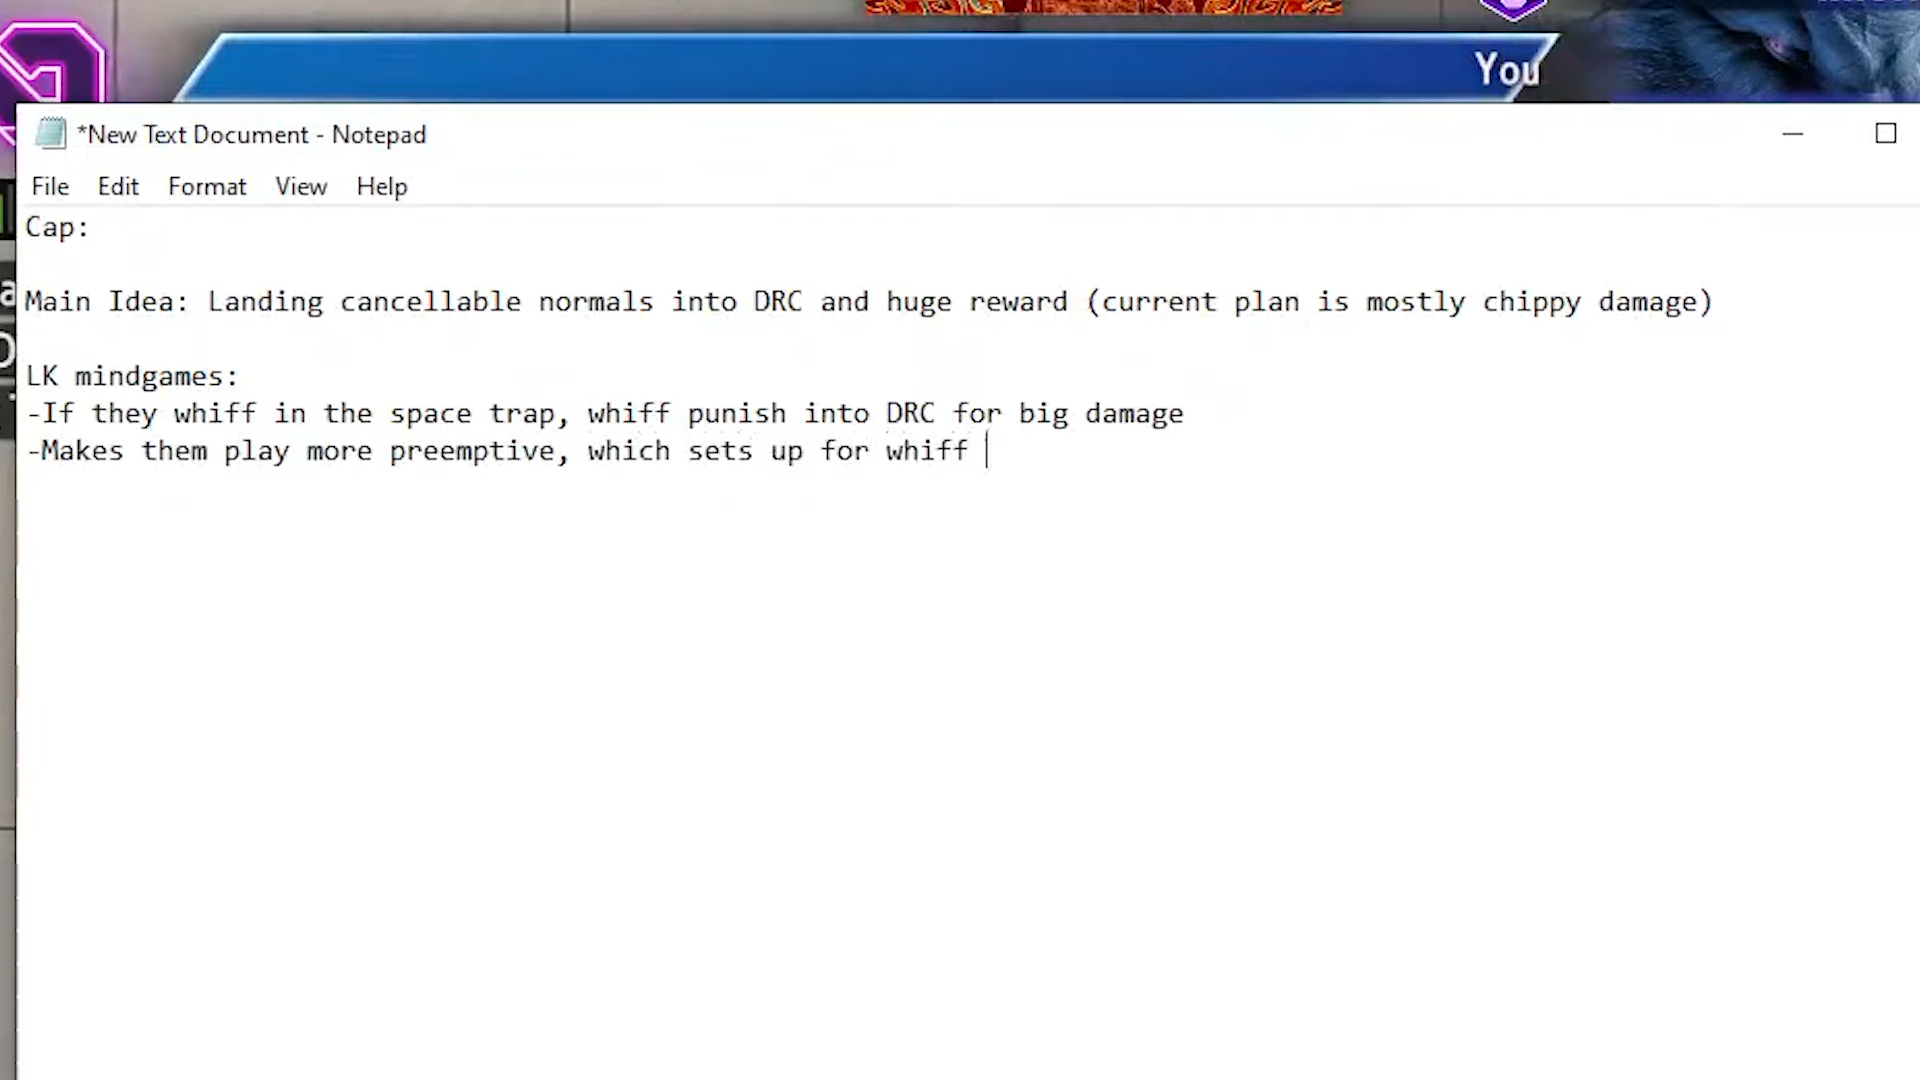 You
*New Text Document - Notepad
File Edit Format View Help
Cap:
Main Idea: Landing cancellable normals into DRC and huge reward (current plan is mostly chippy damage)
LK mindgames:
-If they whiff in the space trap, whiff punish into DRC for big damage
-Makes them play more preemptive, which sets up for whiff